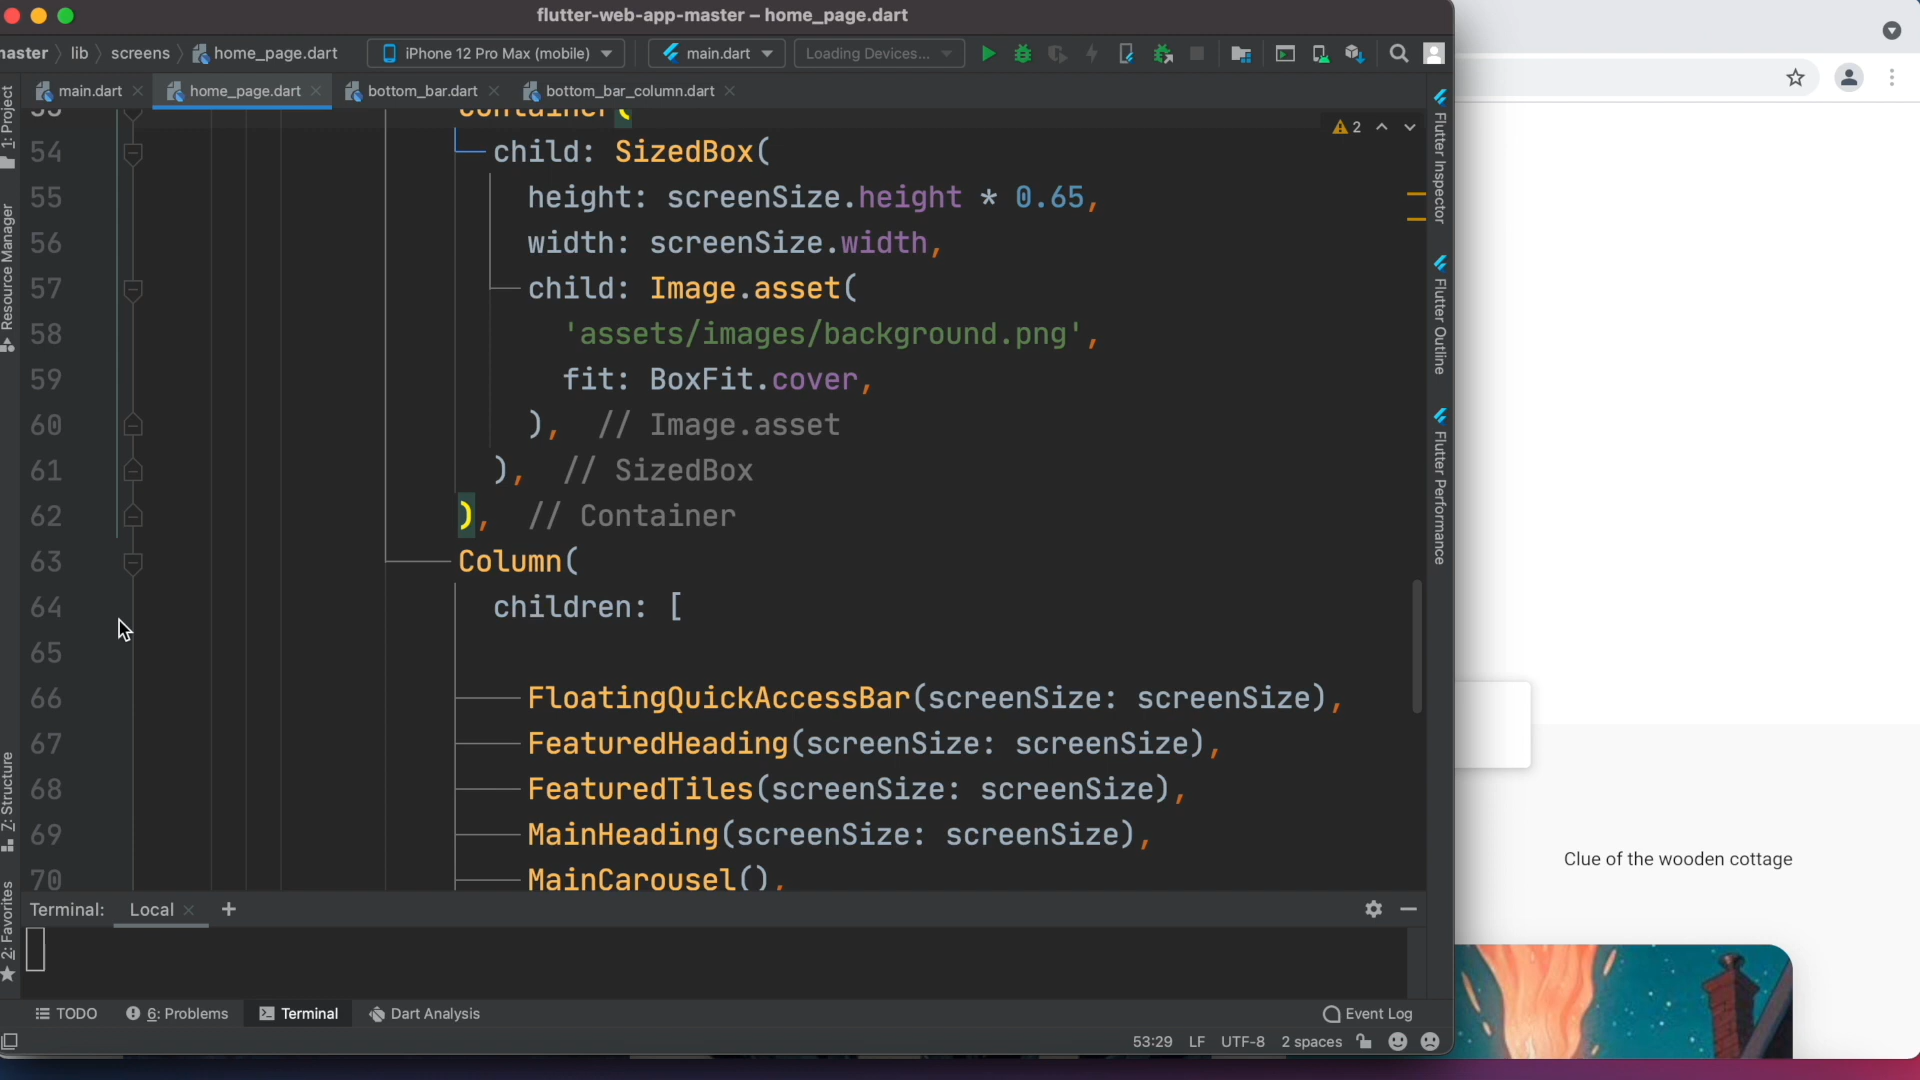 flutter-web-app-master – home_page.dart
master
lib
screens
home_page.dart
iPhone 12 Pro Max (mobile)
main.dart
Loading Devices...
main.dart
home_page.dart
bottom_bar.dart
bottom_bar_column.dart
1: Project
Resource Manager
Z: Structure
2: Favorites
Container(
54 child: SizedBox(
55 height: screenSize.height * 0.65,
56 width: screenSize.width,
57 child: Image.asset(
58 'assets/images/background.png',
59 fit: BoxFit.cover,
60 ), // Image.asset
61 ), // SizedBox
62 ), // Container
63 Column(
64 children: [
65
66 FloatingQuickAccessBar(screenSize: screenSize),
67 FeaturedHeading(screenSize: screenSize),
68 FeaturedTiles(screenSize: screenSize),
69 MainHeading(screenSize: screenSize),
70 MainCarousel(),
2
Flutter Inspector
Flutter Outline
Flutter Performance
Terminal: Local
TODO
6: Problems
Terminal
Dart Analysis
Event Log
53:29 LF UTF-8 2 spaces
Clue of the wooden cottage